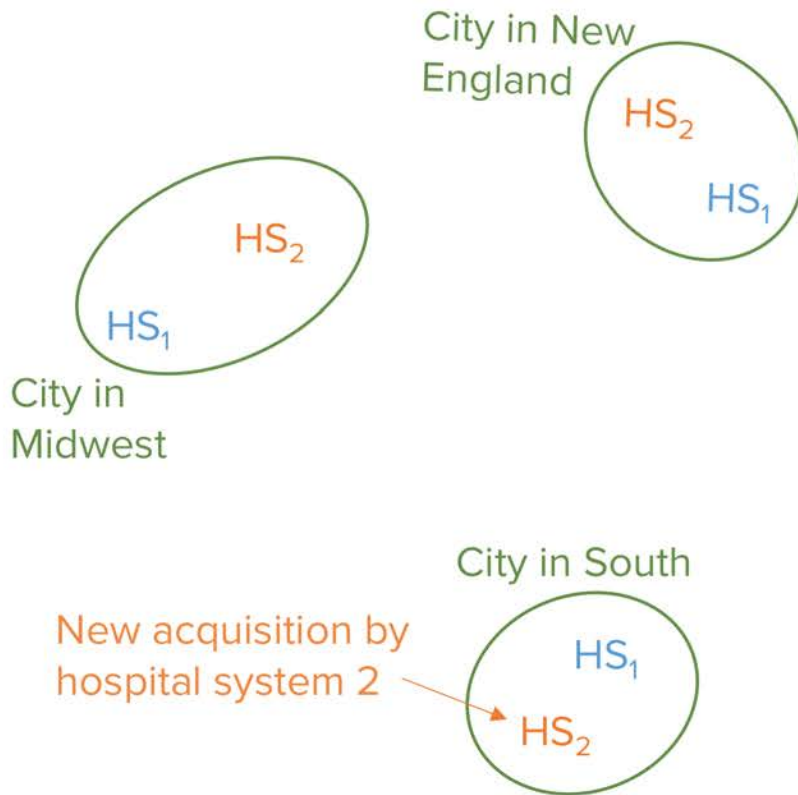 City in New
England
HS₂
HS₁
HS₂
HS₁
City in
Midwest
City in South
New acquisition by
hospital system 2
HS₁
HS₂